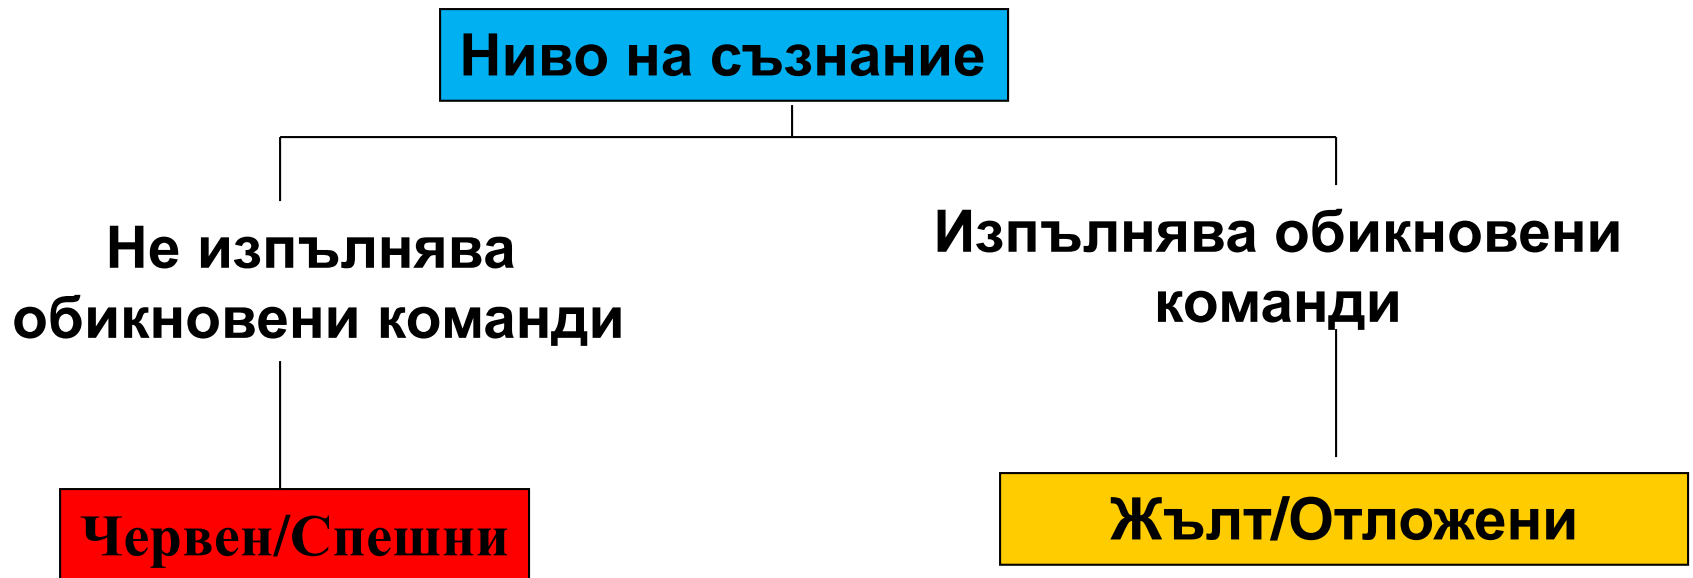 Ниво на съзнание
Не изпълнява
обикновени команди
Изпълнява обикновени
команди
Червен/Спешни
Жълт/Отложени